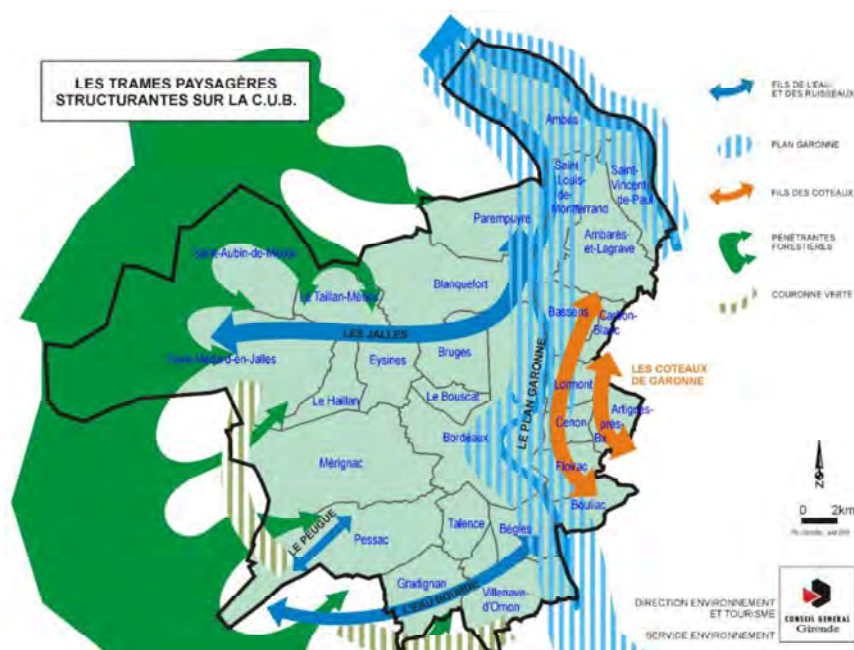 LES TRAMES PAYSAGÈRES
STRUCTURANTES SUR LA C.U.B.
FILS DE L'EAU
ET DES RUISSEAUX
PLAN GARONNE
FILS DES COTEAUX
PÉNÉTRANTES
FORESTIÈRES
COURONNE VERTE
Ambès
Saint-
Louis-
de-
Montferrand
Saint-
Vincent-
de-Paul
Parempuyre
Ambarès-
et-Lagrave
Saint-Aubin-de-Médoc
Le Taillan-Médoc
Blanquefort
Bassens
Carbon-
Blanc
LES JALLES
Saint-Médard-en-Jalles
Eysines
Bruges
LE PLAN GARONNE
LES COTEAUX
DE GARONNE
Lormont
Le Haillan
Le Bouscat
Artigues-
près-
Bx
Cenon
Bordeaux
Mérignac
Floirac
Bouliac
LE PEUGUE
Pessac
Talence
Bègles
Gradignan
L'EAU BOURDE
Villenave-
d'Ornon
N
0 2km
DIRECTION ENVIRONNEMENT
ET TOURISME
SERVICE ENVIRONNEMENT
CONSEIL GENERAL
Gironde